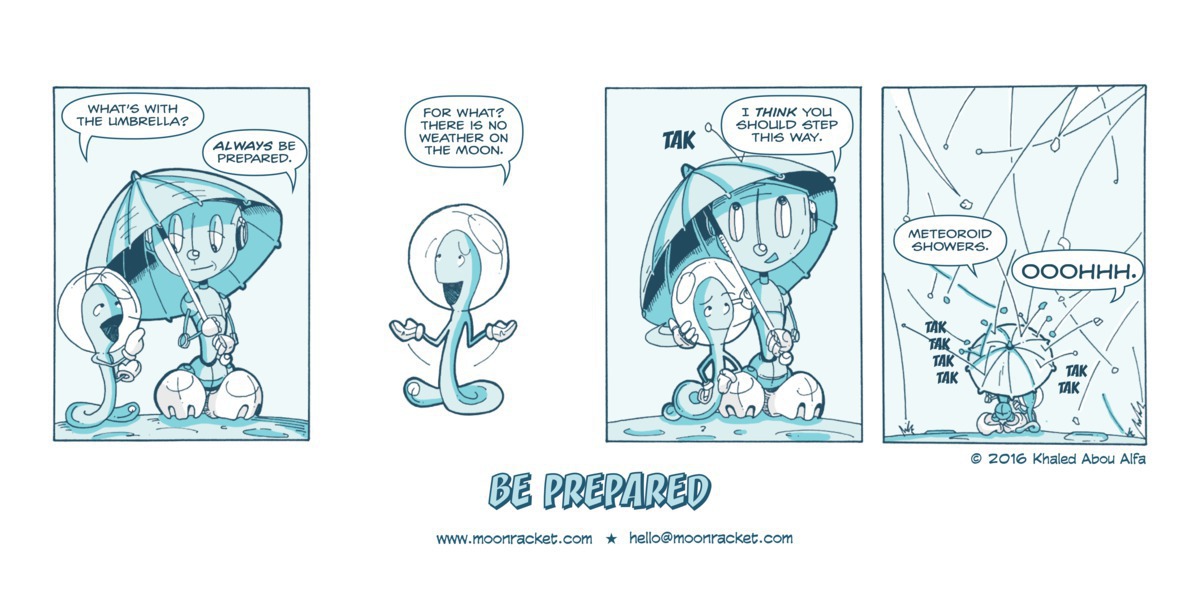 WHAT'S WITH
THE UMBRELLA?
ALWAYS BE
PREPARED.
FOR WHAT?
THERE IS NO
WEATHER ON
THE MOON.
TAK
I THINK YOU
SHOULD STEP
THIS WAY.
METEOROID
SHOWERS.
OOOHHH.
TAK
TAK
TAK
TAK
TAK
TAK
© 2016 Khaled Abou Alfa
BE PREPARED
www.moonracket.com ★ hello@moonracket.com